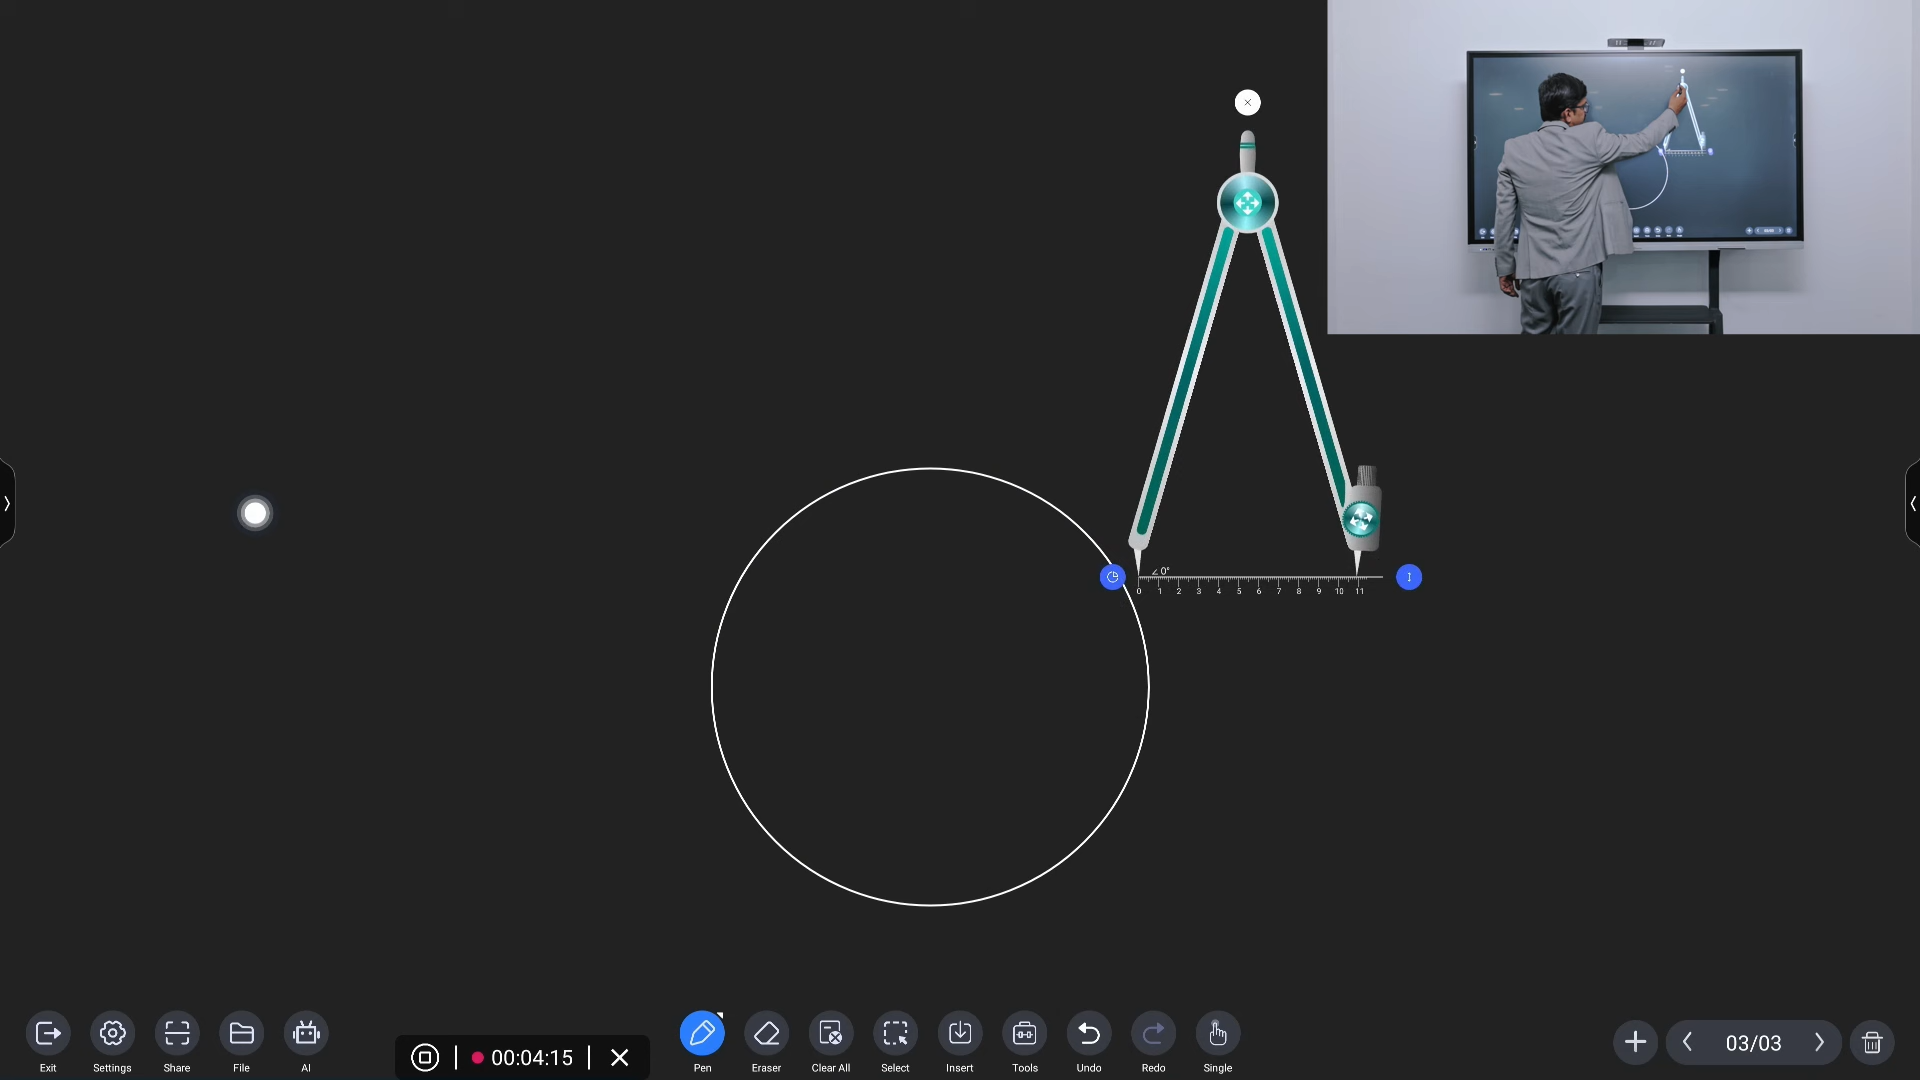 ∠0°
0 1 2 3 4 5 6 7 8 9 10 11
Exit Settings Share File AI
00:04:15
Pen Eraser Clear All Select Insert Tools Undo Redo Single
03/03